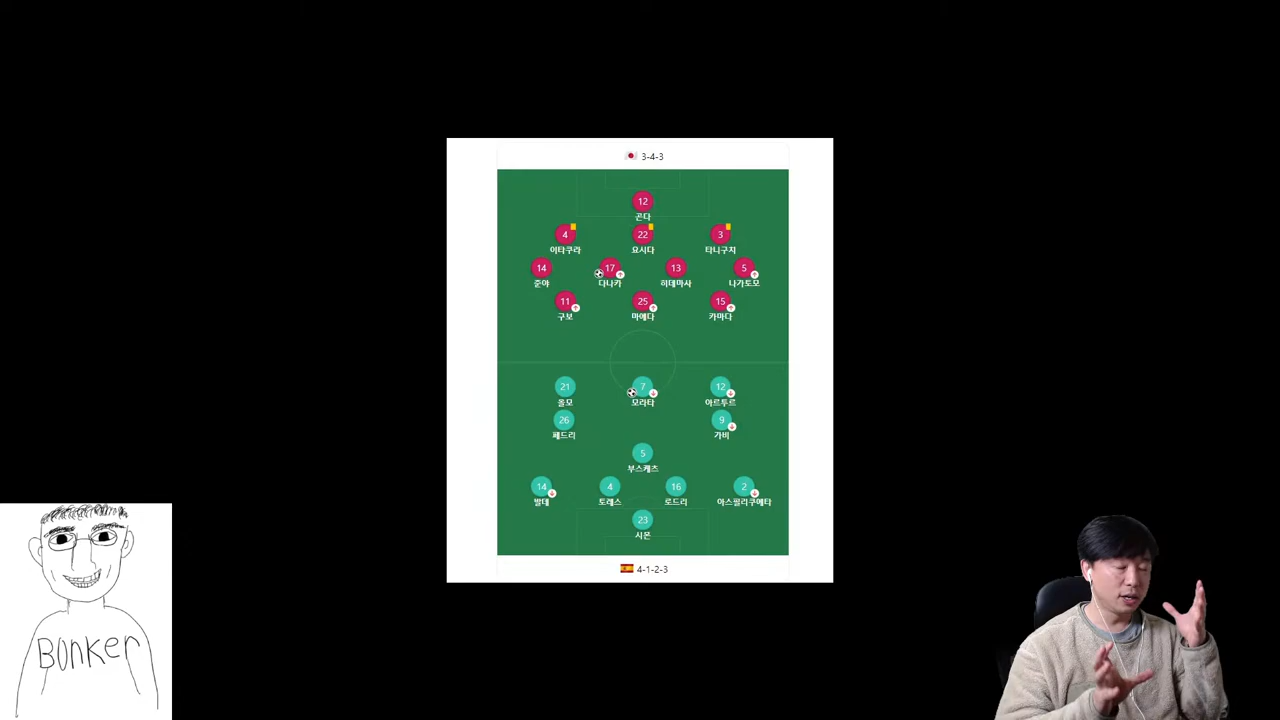 3-4-3
12
곤다
4 22 3
이타쿠라 요시다 타니구치
14 17 13 5
준야 다나카 히데마사 나가토모
11 25 15
구보 마에다 카마다
21 7 12
올모 모라타 아르투르
26 9
페드리 가비
5
부스케츠
14 4 16 2
발데 토레스 로드리 아스필리쿠에타
23
시몬
4-1-2-3
BONKer